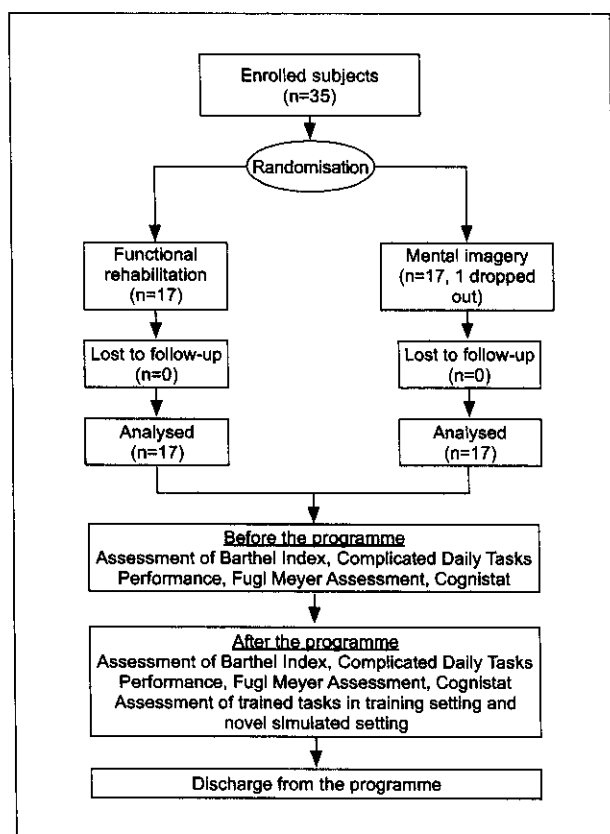 Enrolled subjects
(n=35)
Randomisation
Functional
rehabilitation
(n=17)
Mental imagery
(n=17, 1 dropped
out)
Lost to follow-up
(n=0)
Lost to follow-up
(n=0)
Analysed
(n=17)
Analysed
(n=17)
Before the programme
Assessment of Barthel Index, Complicated Daily Tasks
Performance, Fugl Meyer Assessment, Cognistat
After the programme
Assessment of Barthel Index, Complicated Daily Tasks
Performance, Fugl Meyer Assessment, Cognistat
Assessment of trained tasks in training setting and
novel simulated setting
Discharge from the programme